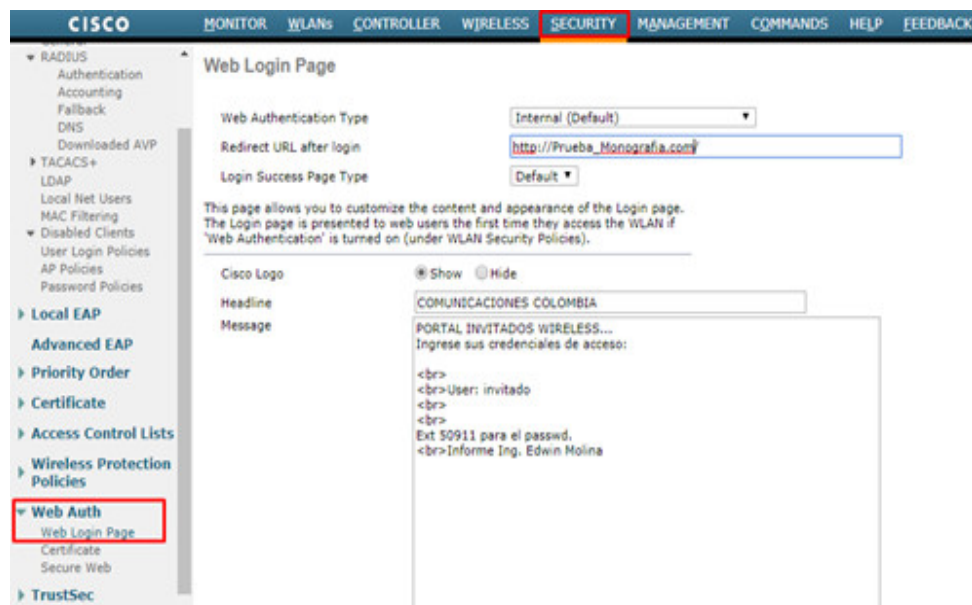 CISCO
MONITOR WLANs CONTROLLER WIRELESS SECURITY MANAGEMENT COMMANDS HELP FEEDBACK
RADIUS
Authentication
Accounting
Fallback
DNS
Downloaded AVP
TACACS+
LDAP
Local Net Users
MAC Filtering
Disabled Clients
User Login Policies
AP Policies
Password Policies
Local EAP
Advanced EAP
Priority Order
Certificate
Access Control Lists
Wireless Protection
Policies
Web Auth
Web Login Page
Certificate
Secure Web
TrustSec
Web Login Page
Web Authentication Type Internal (Default)
Redirect URL after login http://Prueba_Monografia.com/
Login Success Page Type Default
This page allows you to customize the content and appearance of the Login page.
The Login page is presented to web users the first time they access the WLAN if
'Web Authentication' is turned on (under WLAN Security Policies).
Cisco Logo Show Hide
Headline COMUNICACIONES COLOMBIA
Message
PORTAL INVITADOS WIRELESS...
Ingrese sus credenciales de acceso:
<br>
<br>User: invitado
<br>
<br>
Ext 50911 para el passwd.
<br>Informe Ing. Edwin Molina